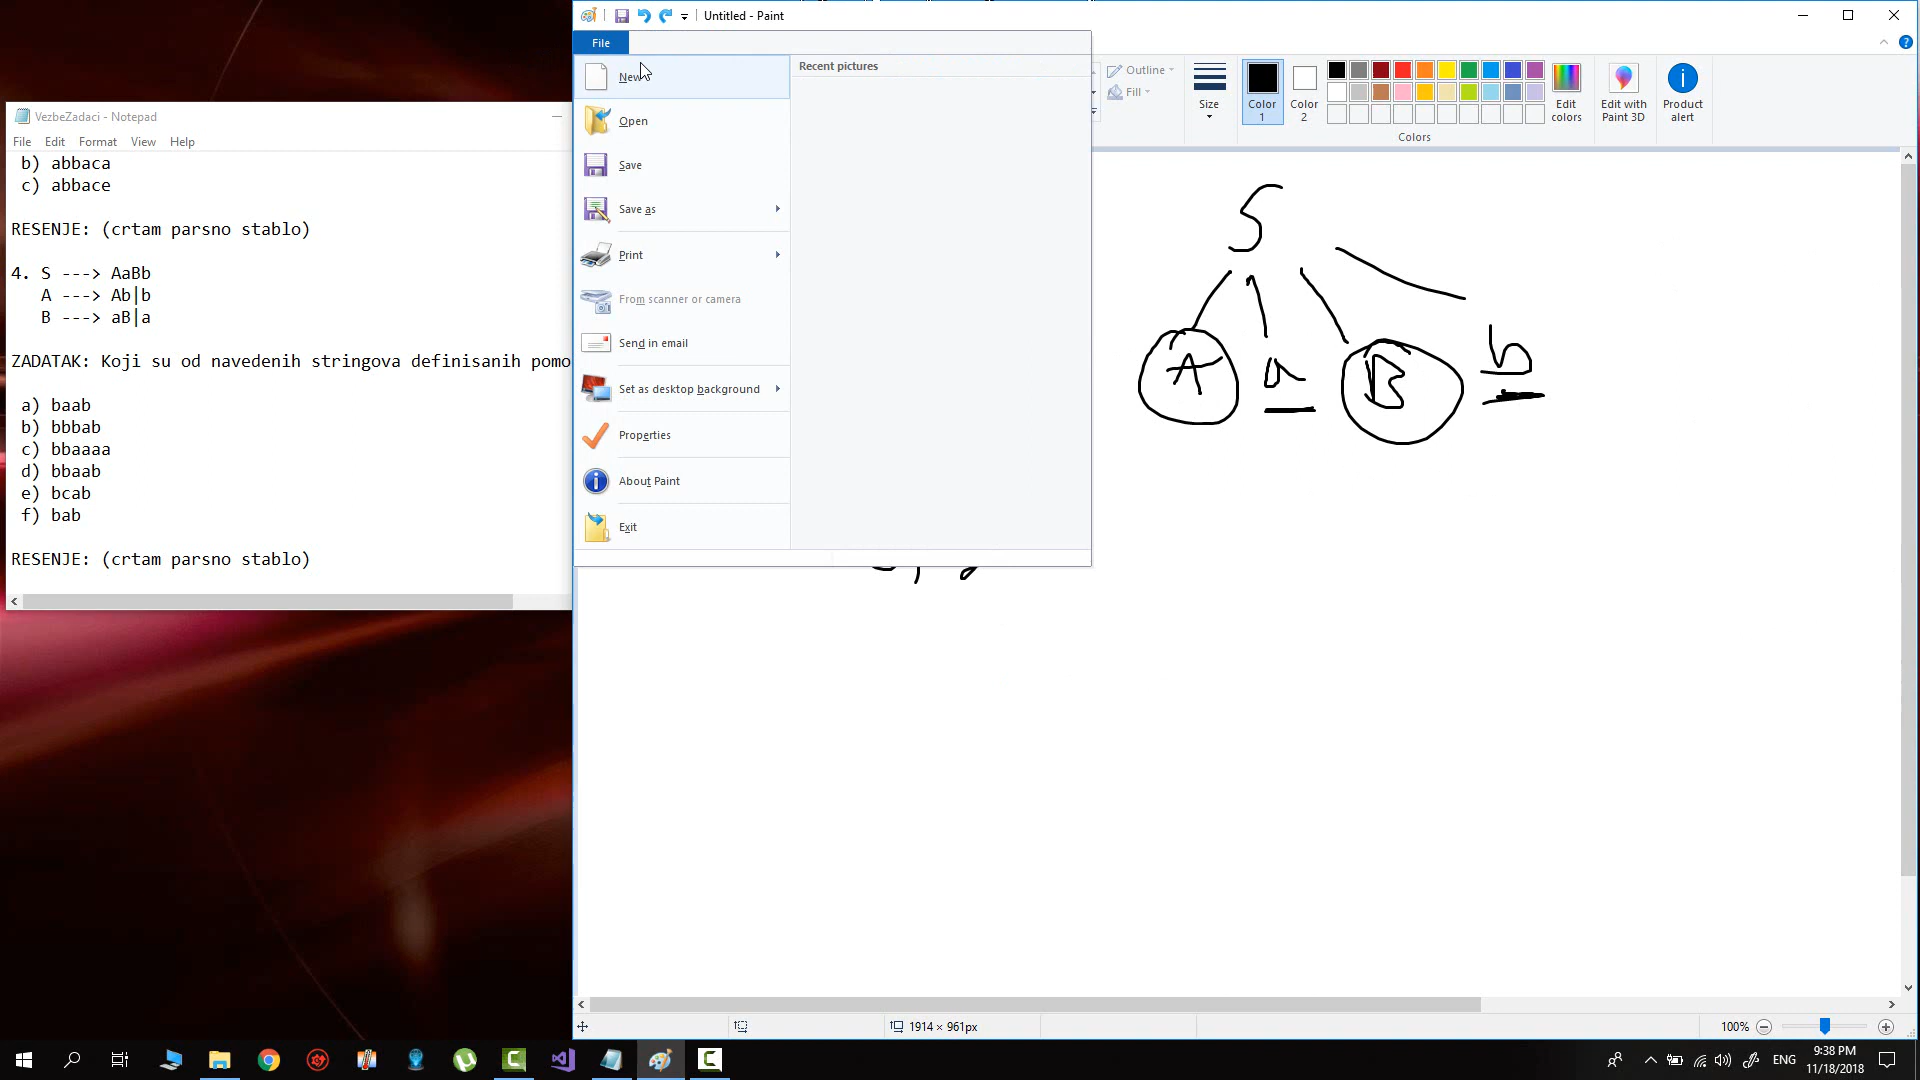 Untitled - Paint
File
New
Open
Save
Save as
Print
From scanner or camera
Send in email
Set as desktop background
Properties
About Paint
Exit
Recent pictures
Outline
Fill
Size
Color 1
Color 2
Edit colors
Edit with Paint 3D
Product alert
Colors
VezbeZadaci - Notepad
File Edit Format View Help
b) abbaca
c) abbace
RESENJE: (crtam parsno stablo)
4. S ---> AaBb
A ---> Ab|b
B ---> aB|a
ZADATAK: Koji su od navedenih stringova definisanih pomo
a) baab
b) bbbab
c) bbaaaa
d) bbaab
e) bcab
f) bab
RESENJE: (crtam parsno stablo)
S
A a B b
1914 × 961px
100%
ENG
9:38 PM
11/18/2018